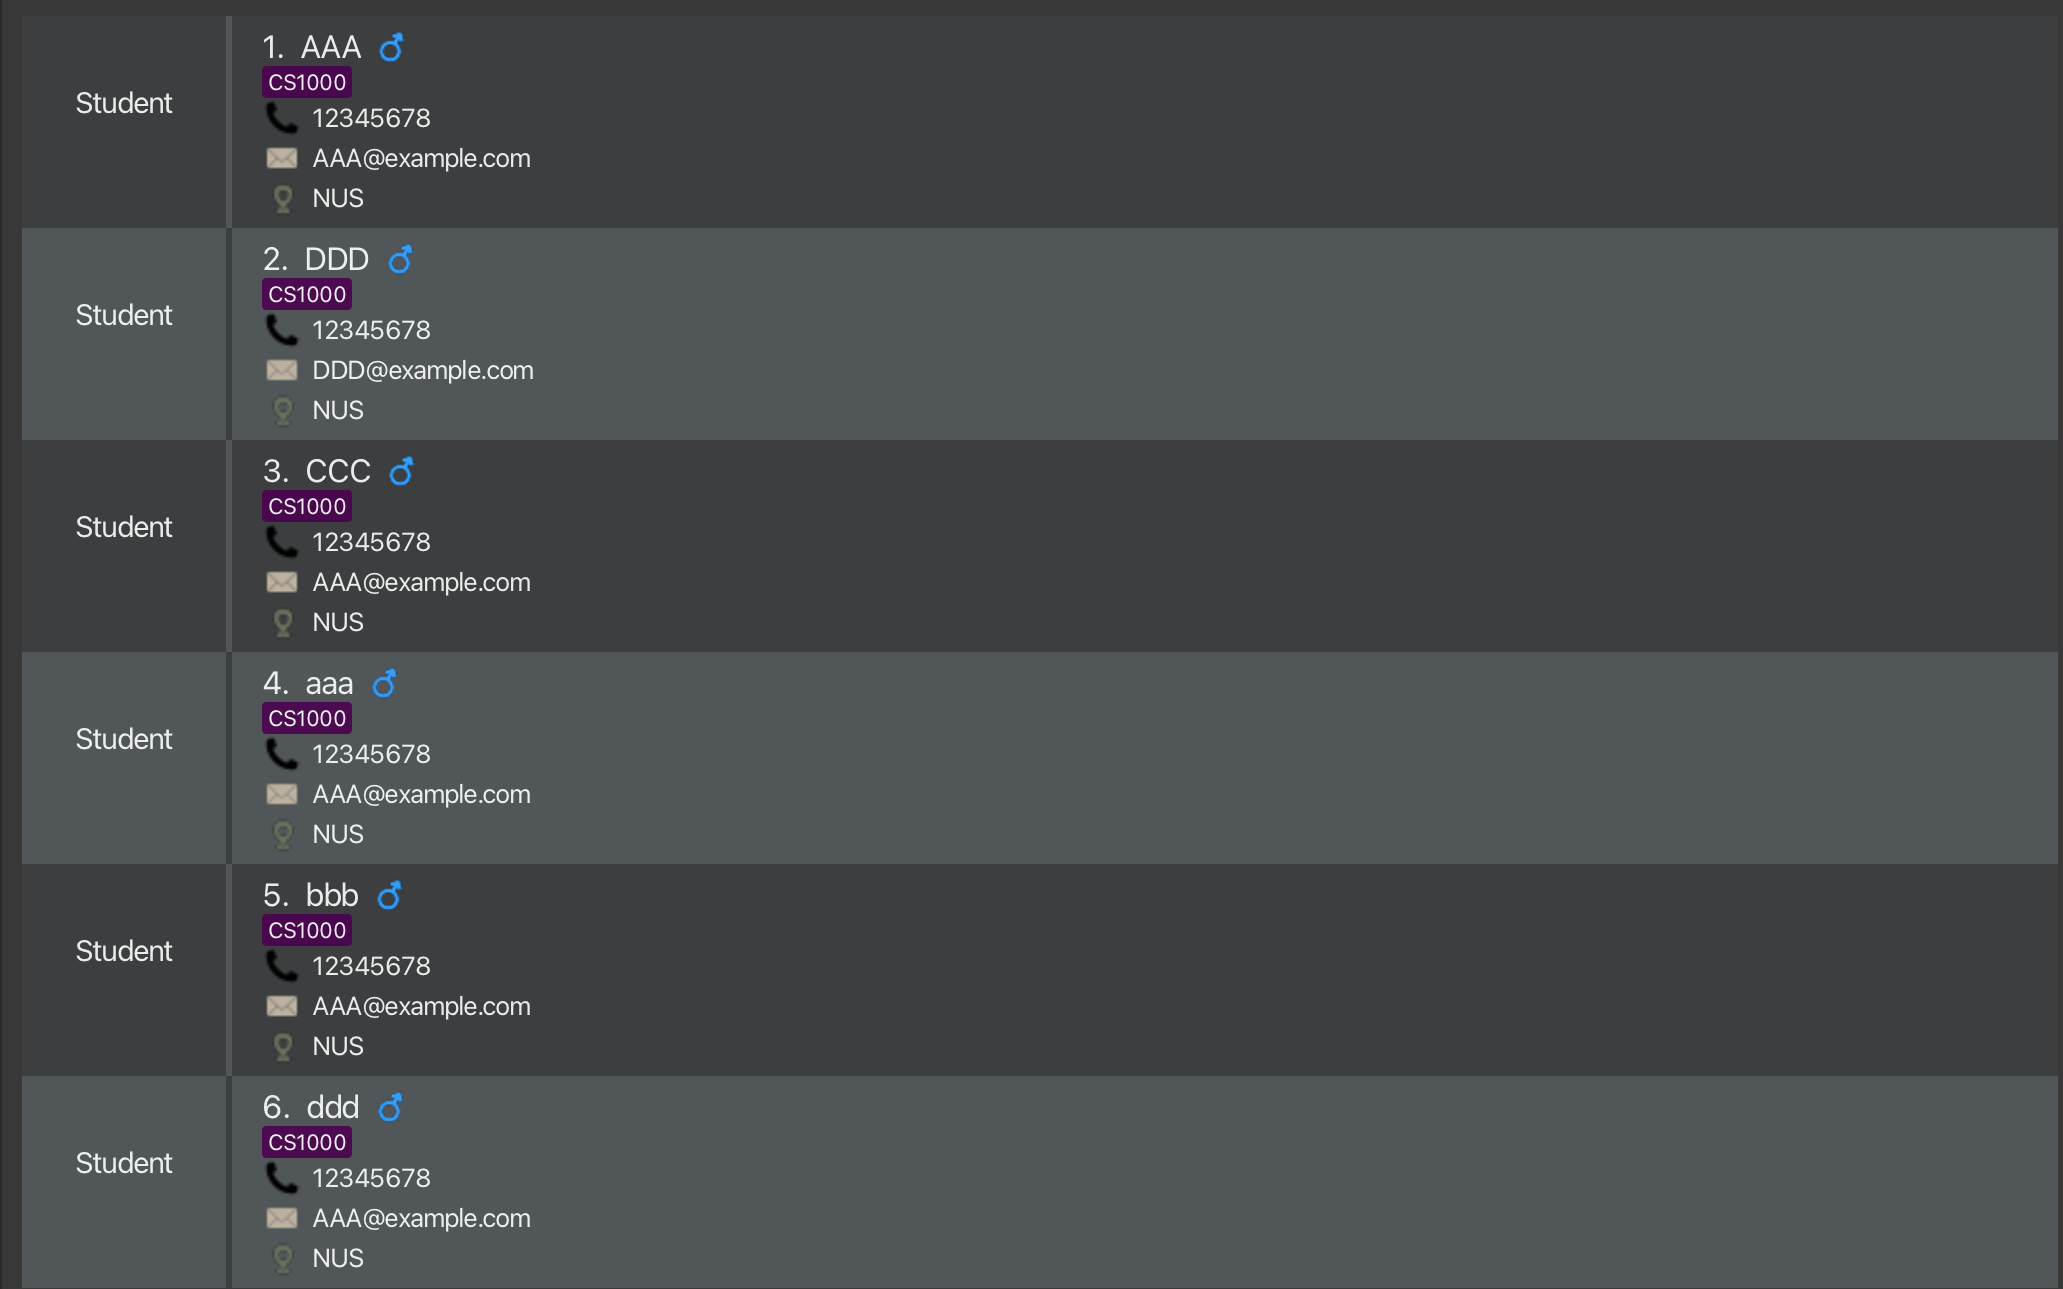 Student
1. AAA
CS1000
12345678
AAA@example.com
NUS
Student
2. DDD
CS1000
12345678
DDD@example.com
NUS
Student
3. CCC
CS1000
12345678
AAA@example.com
NUS
Student
4. aaa
CS1000
12345678
AAA@example.com
NUS
Student
5. bbb
CS1000
12345678
AAA@example.com
NUS
Student
6. ddd
CS1000
12345678
AAA@example.com
NUS